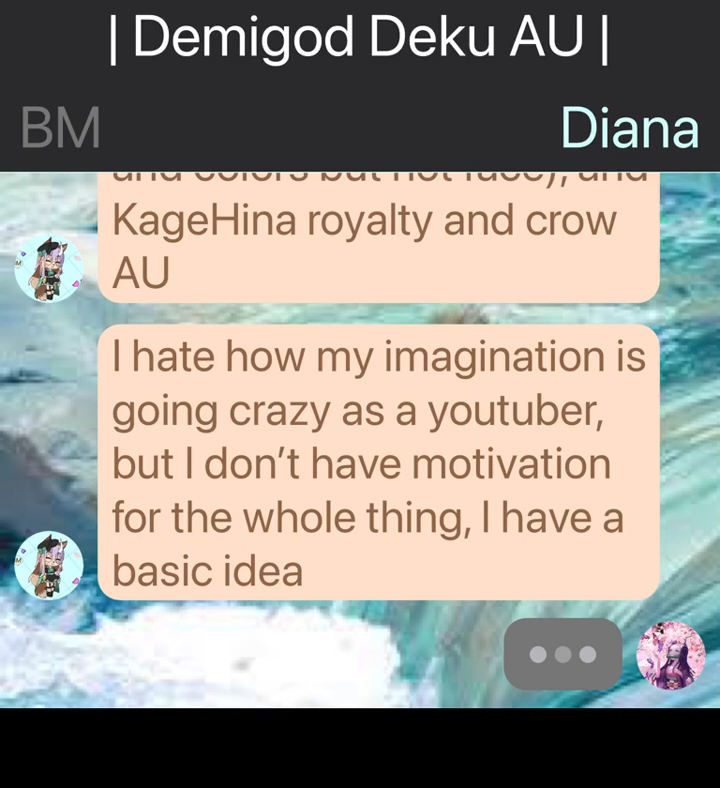 | Demigod Deku AU |
BM
Diana
and colors but not face), and
KageHina royalty and crow
AU
I hate how my imagination is
going crazy as a youtuber,
but I don’t have motivation
for the whole thing, I have a
basic idea